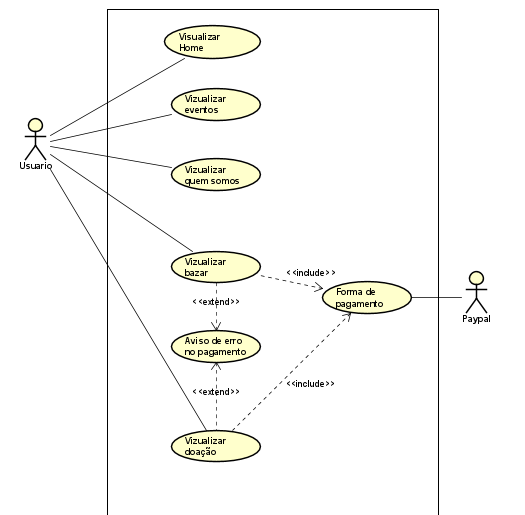 Visualizar
Home
Vizualizar
eventos
Usuario
Vizualizar
quem somos
Vizualizar
bazar
<<include>>
Forma de
pagamento
<<extend>>
Paypal
Aviso de erro
no pagamento
<<include>>
<<extend>>
Vizualizar
doação